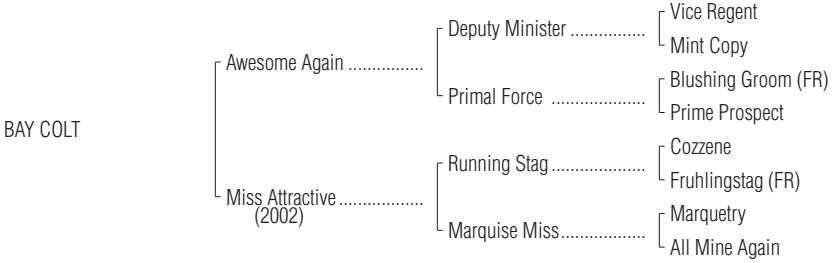 Vice Regent
Deputy Minister ................
Mint Copy
Awesome Again ................
Blushing Groom (FR)
Primal Force ....................
Prime Prospect
BAY COLT
Cozzene
Running Stag ....................
Fruhlingstag (FR)
Miss Attractive ..................
(2002)
Marquetry
Marquise Miss..................
All Mine Again